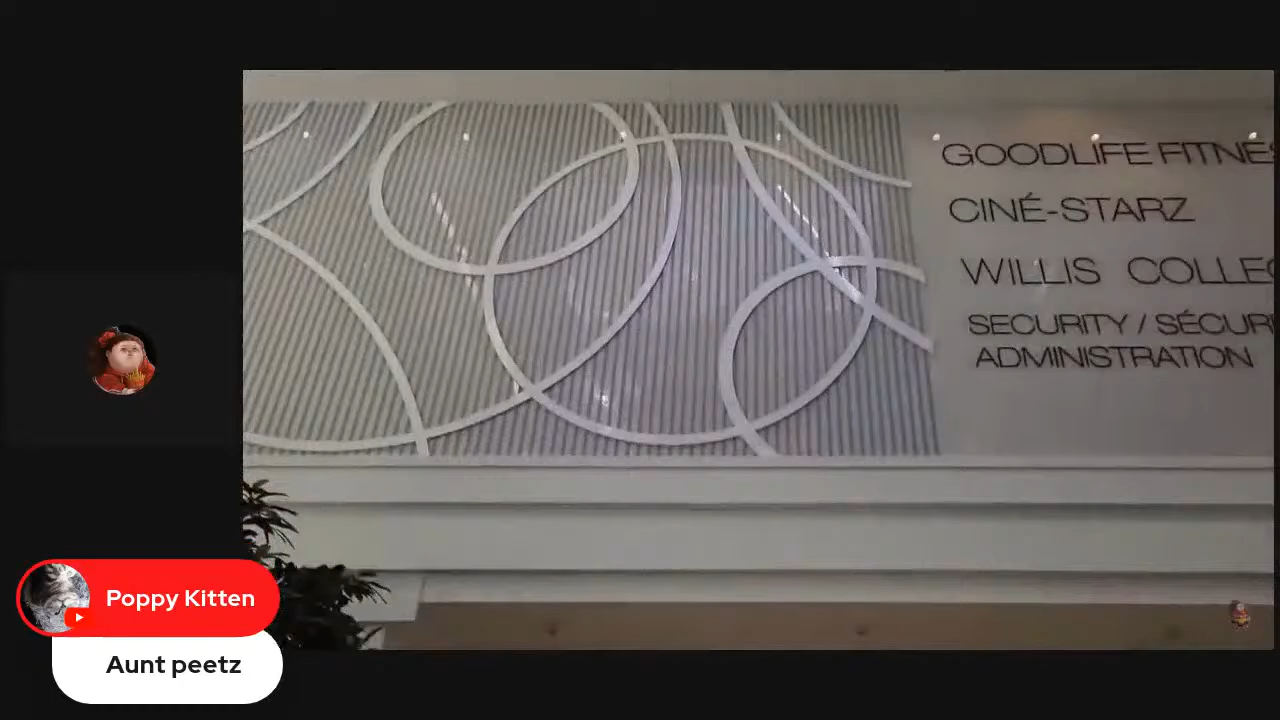 GOODLIFE FITNES
CINÉ-STARZ
WILLIS COLLEG
SECURITY / SÉCURI
ADMINISTRATION
Poppy Kitten
Aunt peetz